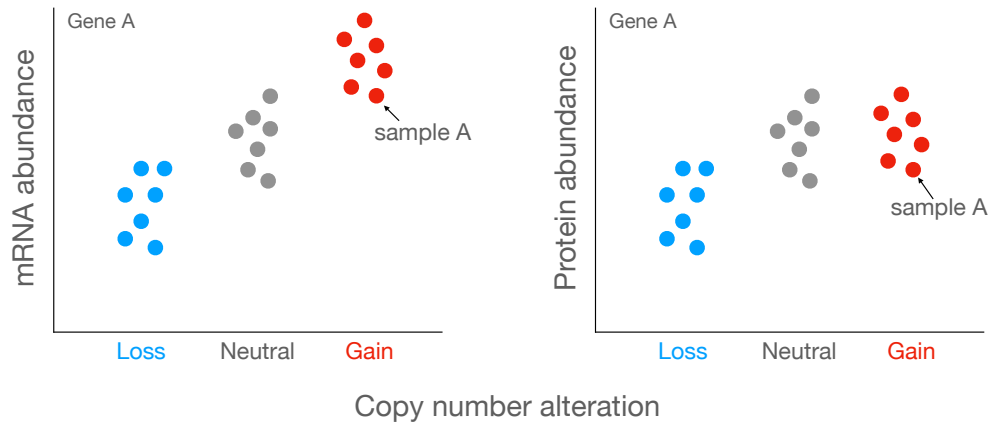 Gene A
mRNA abundance
sample A
Loss
Neutral
Gain
Gene A
Protein abundance
sample A
Loss
Neutral
Gain
Copy number alteration